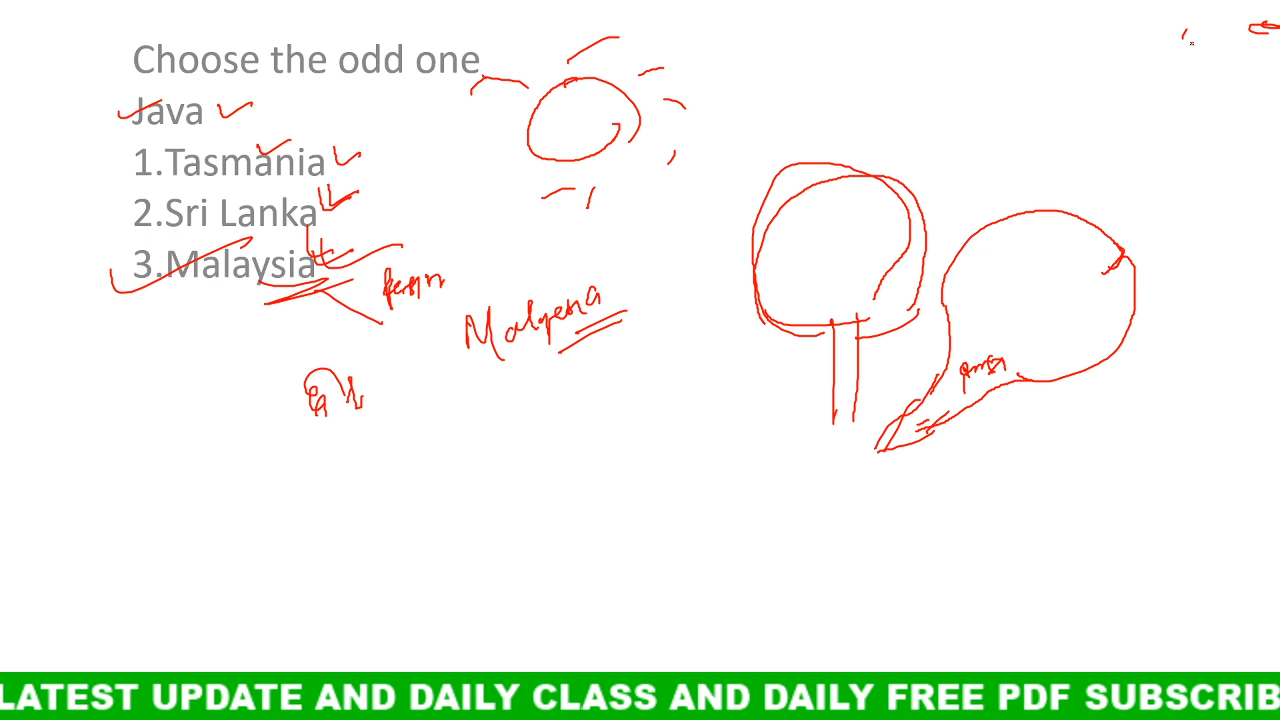 Choose the odd one
Java
1.Tasmania
2.Sri Lanka
3.Malaysia
LATEST UPDATE AND DAILY CLASS AND DAILY FREE PDF SUBSCRIB